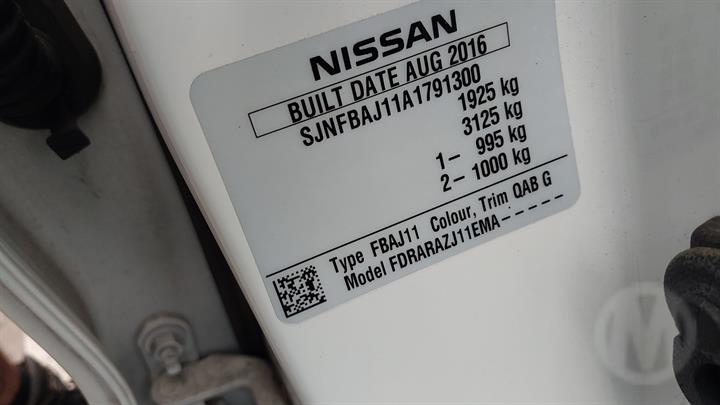 NISSAN
BUILT DATE AUG 2016
SJNFBAJ11A1791300
1925 kg
3125 kg
1– 995 kg
2– 1000 kg
Type FBAJ11 Colour, Trim QAB G
Model FDRARAZJ11EMA-----
M